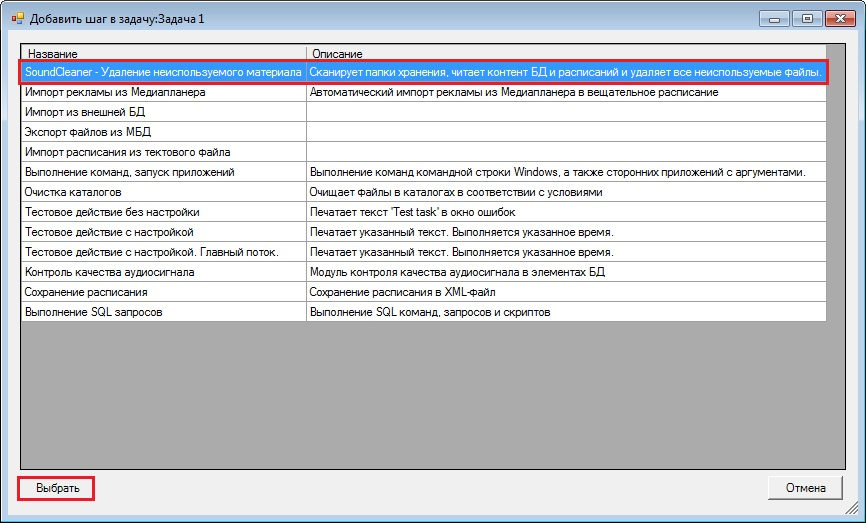 Добавить шаг в задачу:Задача 1
Название Описание
SoundCleaner - Удаление неиспользуемого материала Сканирует папки хранения, читает контент БД и расписаний и удаляет все неиспользуемые файлы.
Импорт рекламы из Медиапланера Автоматический импорт рекламы из Медиапланера в вещательное расписание
Импорт из внешней БД
Экспорт файлов из МБД
Импорт расписания из тектового файла
Выполнение команд, запуск приложений Выполнение команд командной строки Windows, а также сторонних приложений с аргументами.
Очистка каталогов Очищает файлы в каталогах в соответствии с условиями
Тестовое действие без настройки Печатает текст 'Test task' в окно ошибок
Тестовое действие с настройкой Печатает указанный текст. Выполняется указанное время.
Тестовое действие с настройкой. Главный поток. Печатает указанный текст. Выполняется указанное время.
Контроль качества аудиосигнала Модуль контроля качества аудиосигнала в элементах БД
Сохранение расписания Сохранение расписания в XML-файл
Выполнение SQL запросов Выполнение SQL команд, запросов и скриптов
Выбрать Отмена